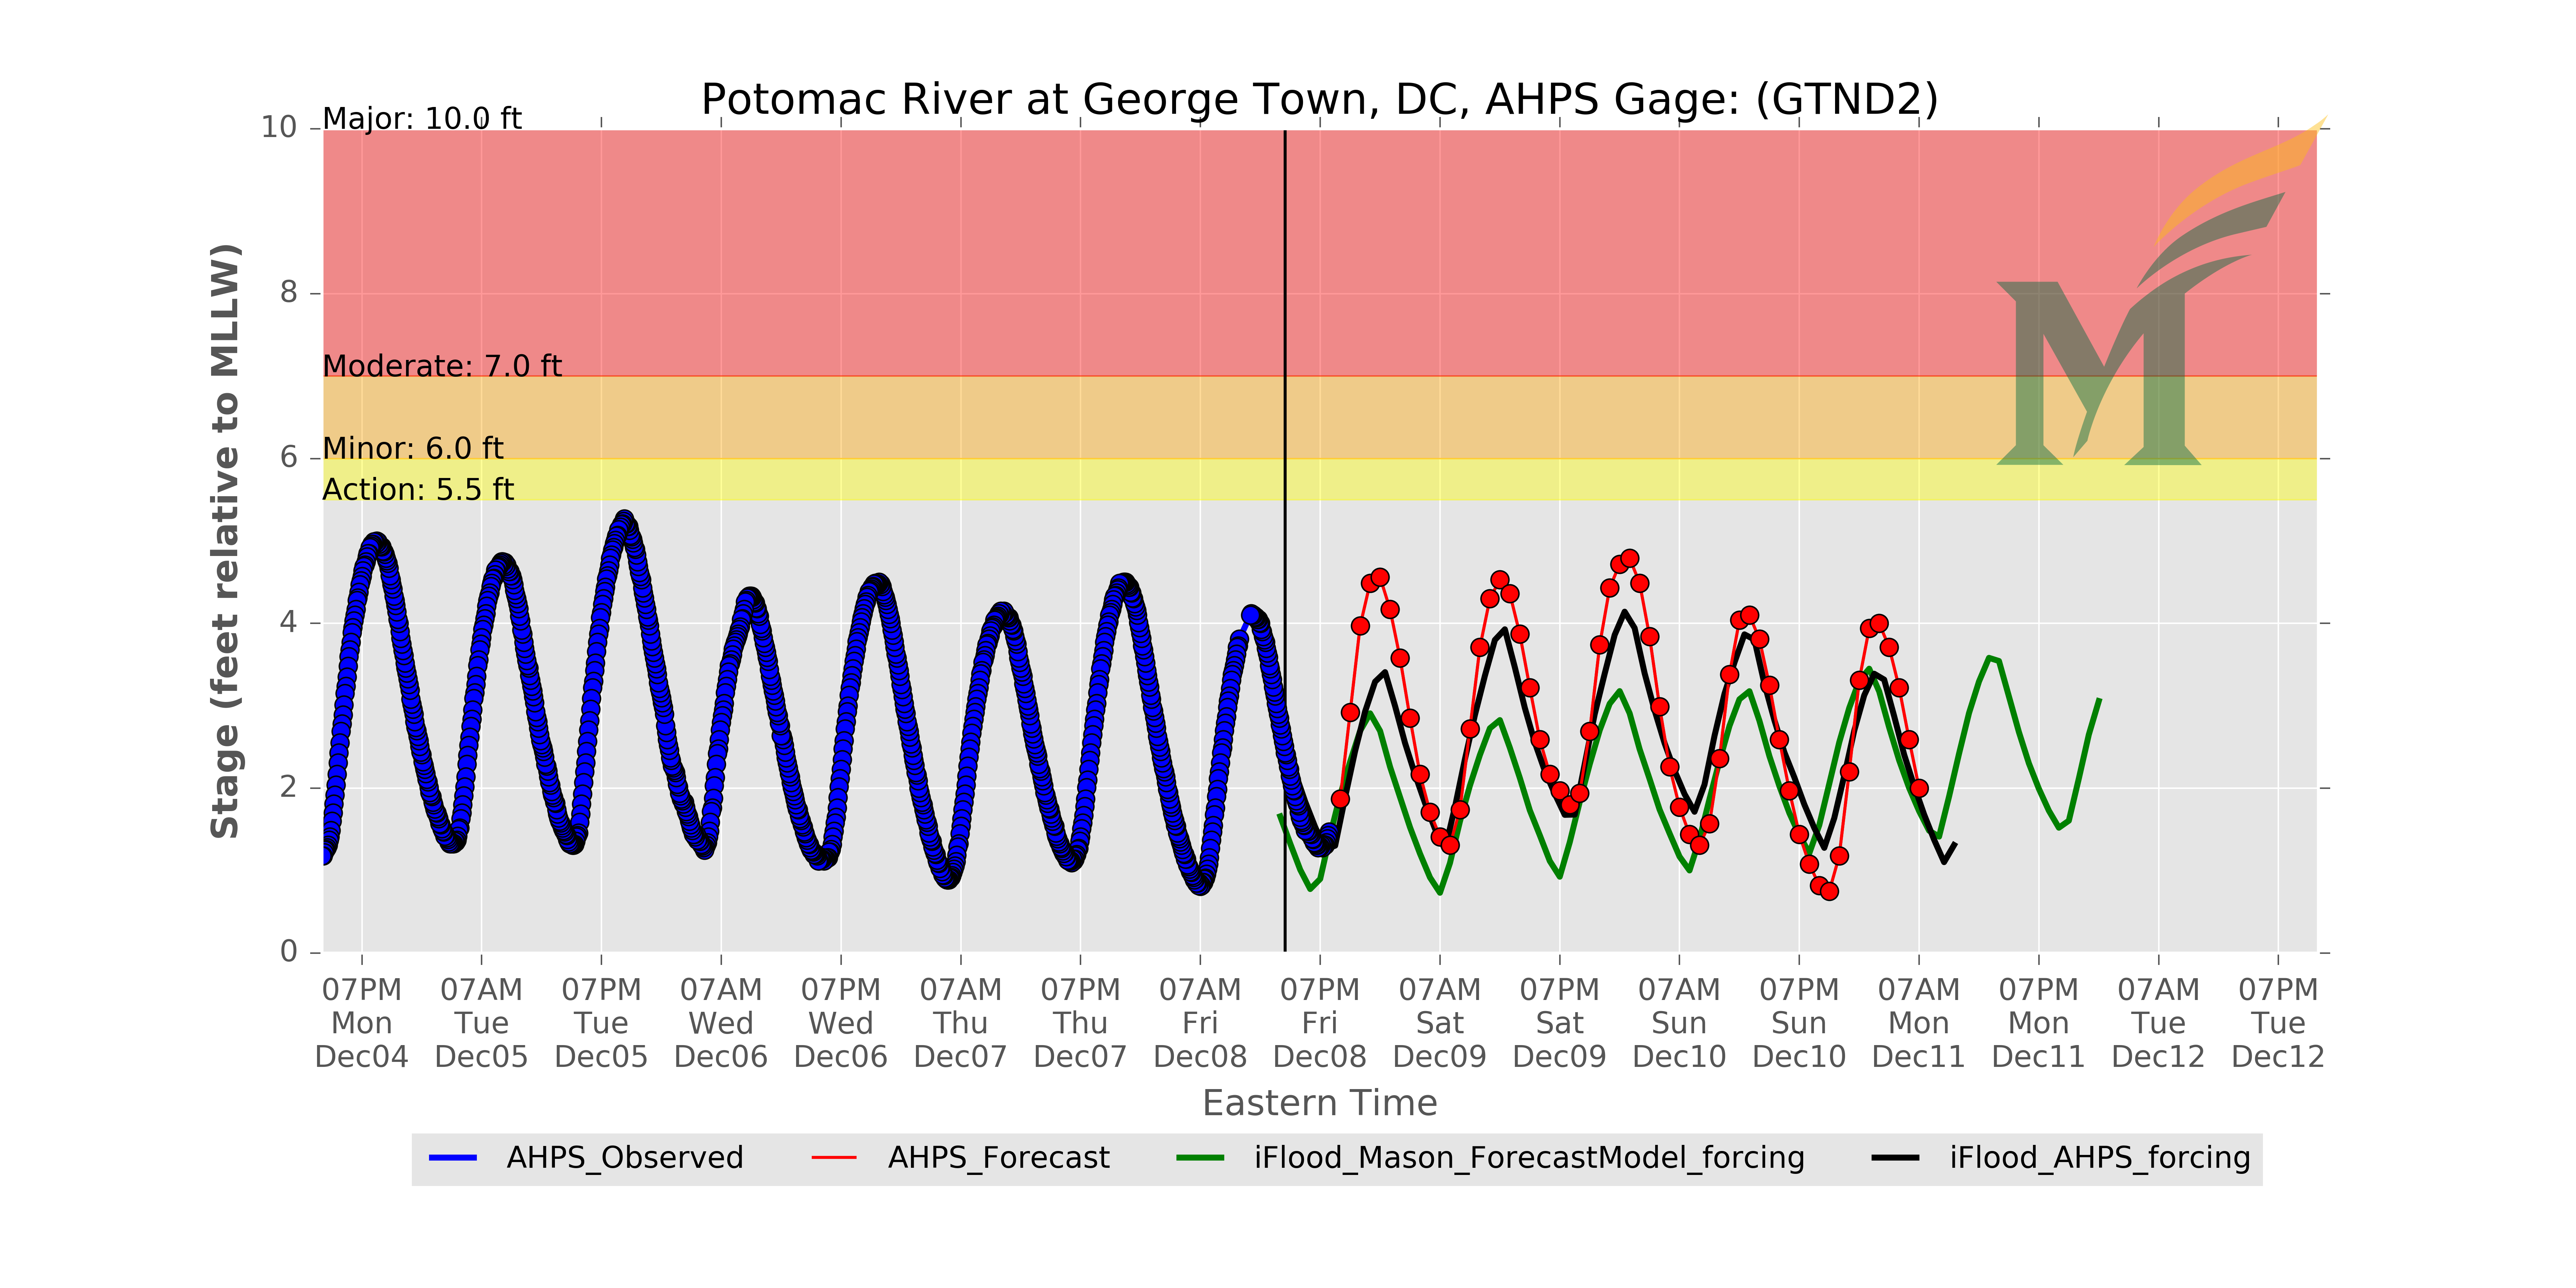 Potomac River at George Town, DC, AHPS Gage: (GTND2)
Major: 10.0 ft
Moderate: 7.0 ft
Minor: 6.0 ft
Action: 5.5 ft
Stage (feet relative to MLLW)
10
8
6
4
2
0
07PM 07AM 07PM 07AM 07PM 07AM 07PM 07AM 07PM 07AM 07PM 07AM 07PM 07AM 07PM 07AM 07PM
Mon Tue Tue Wed Wed Thu Thu Fri Fri Sat Sat Sun Sun Mon Mon Tue Tue
Dec04 Dec05 Dec05 Dec06 Dec06 Dec07 Dec07 Dec08 Dec08 Dec09 Dec09 Dec10 Dec10 Dec11 Dec11 Dec12 Dec12
Eastern Time
AHPS_Observed AHPS_Forecast iFlood_Mason_ForecastModel_forcing iFlood_AHPS_forcing
M